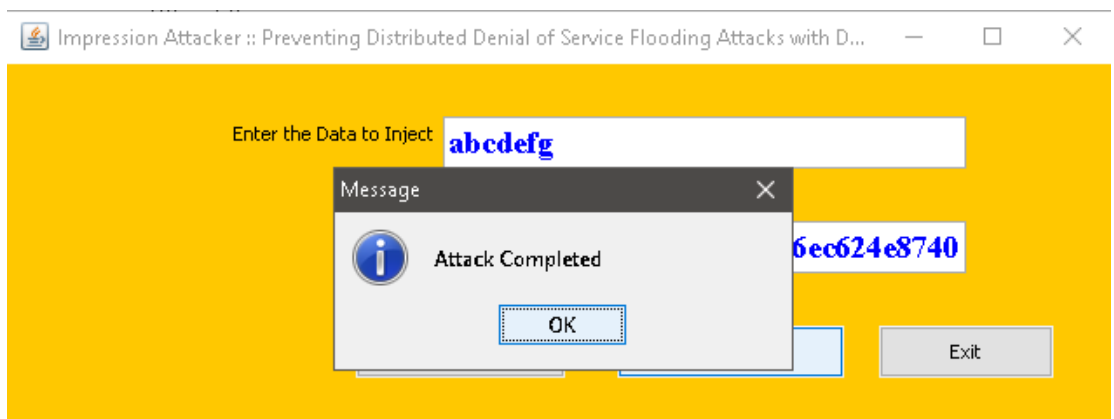 Impression Attacker :: Preventing Distributed Denial of Service Flooding Attacks with D...
Enter the Data to Inject
abcdefg
Message
Attack Completed
6ec624e8740
OK
Exit